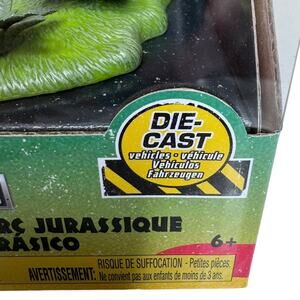 DIE-
CAST
vehicles • véhicule
Vehículos
Fahrzeugen
RC JURASSIQUE
RÁSICO
6+
RISQUE DE SUFFOCATION - Petites pièces.
AVERTISSEMENT: Ne convient pas aux enfants de moins de 3 ans.